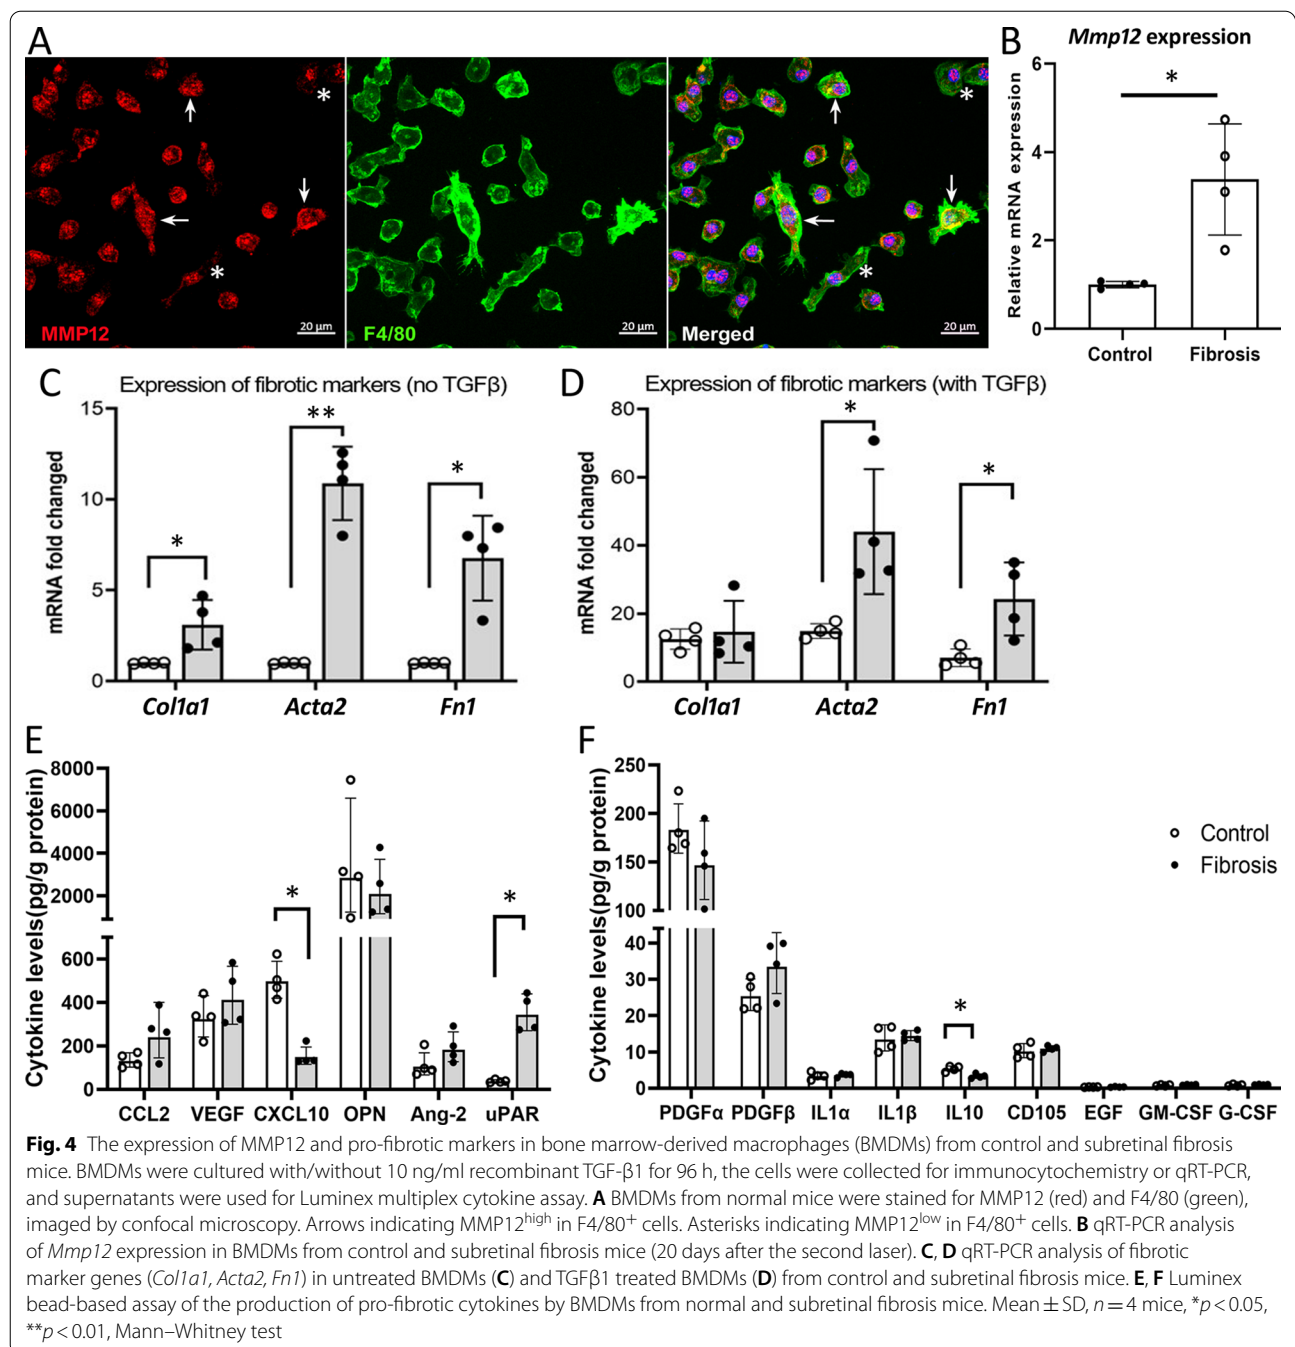 A
MMP12
20 µm
F4/80
20 µm
Merged
20 µm
*
*
*
*
B
Mmp12 expression
Relative mRNA expression
6
4
2
0
*
Control
Fibrosis
C
Expression of fibrotic markers (no TGFβ)
mRNA fold changed
15
10
5
0
*
**
*
Col1a1
Acta2
Fn1
D
Expression of fibrotic markers (with TGFβ)
mRNA fold changed
80
60
40
20
0
*
*
Col1a1
Acta2
Fn1
E
Cytokine levels(pg/g protein)
8000
6000
4000
2000
600
400
200
0
*
*
CCL2
VEGF
CXCL10
OPN
Ang-2
uPAR
F
Cytokine levels(pg/g protein)
250
200
150
100
40
30
20
10
0
*
PDGFα
PDGFβ
IL1α
IL1β
IL10
CD105
EGF
GM-CSF
G-CSF
Control
Fibrosis
Fig. 4 The expression of MMP12 and pro-fibrotic markers in bone marrow-derived macrophages (BMDMs) from control and subretinal fibrosis
mice. BMDMs were cultured with/without 10 ng/ml recombinant TGF-β1 for 96 h, the cells were collected for immunocytochemistry or qRT-PCR,
and supernatants were used for Luminex multiplex cytokine assay. A BMDMs from normal mice were stained for MMP12 (red) and F4/80 (green),
imaged by confocal microscopy. Arrows indicating MMP12high in F4/80+ cells. Asterisks indicating MMP12low in F4/80+ cells. B qRT-PCR analysis
of Mmp12 expression in BMDMs from control and subretinal fibrosis mice (20 days after the second laser). C, D qRT-PCR analysis of fibrotic
marker genes (Col1a1, Acta2, Fn1) in untreated BMDMs (C) and TGFβ1 treated BMDMs (D) from control and subretinal fibrosis mice. E, F Luminex
bead-based assay of the production of pro-fibrotic cytokines by BMDMs from normal and subretinal fibrosis mice. Mean ± SD, n = 4 mice, *p < 0.05,
**p < 0.01, Mann–Whitney test